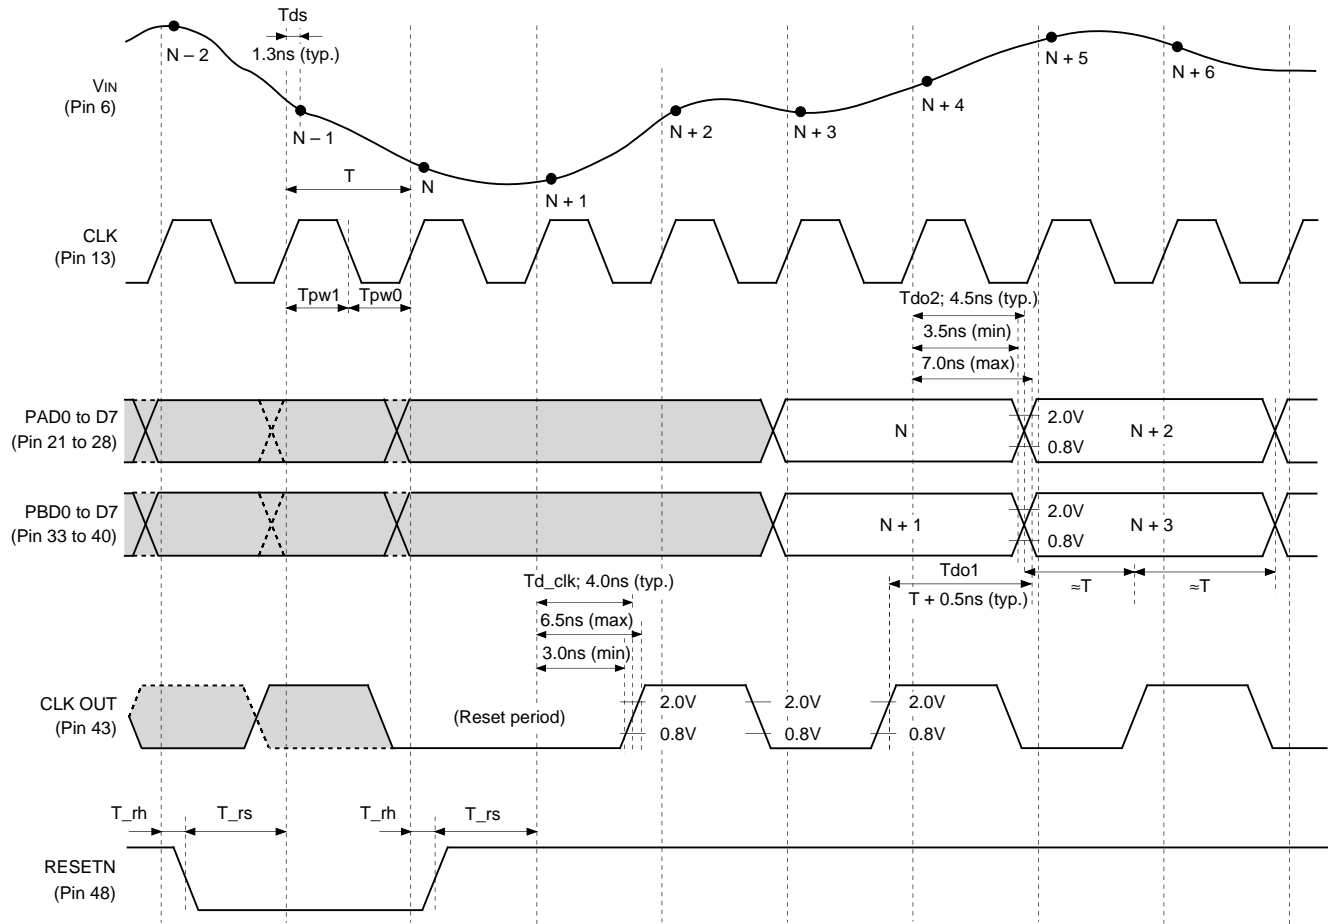 Tds
1.3ns (typ.)
N – 2
N – 1
N
N + 1
N + 2
N + 3
N + 4
N + 5
N + 6
VIN
(Pin 6)
T
CLK
(Pin 13)
Tpw1
Tpw0
Tdo2; 4.5ns (typ.)
3.5ns (min)
7.0ns (max)
PAD0 to D7
(Pin 21 to 28)
N
2.0V
0.8V
N + 2
PBD0 to D7
(Pin 33 to 40)
N + 1
2.0V
0.8V
N + 3
Td_clk; 4.0ns (typ.)
6.5ns (max)
3.0ns (min)
Tdo1
T + 0.5ns (typ.)
≈T
≈T
CLK OUT
(Pin 43)
(Reset period)
2.0V
0.8V
2.0V
0.8V
2.0V
0.8V
T_rh
T_rs
T_rh
T_rs
RESETN
(Pin 48)